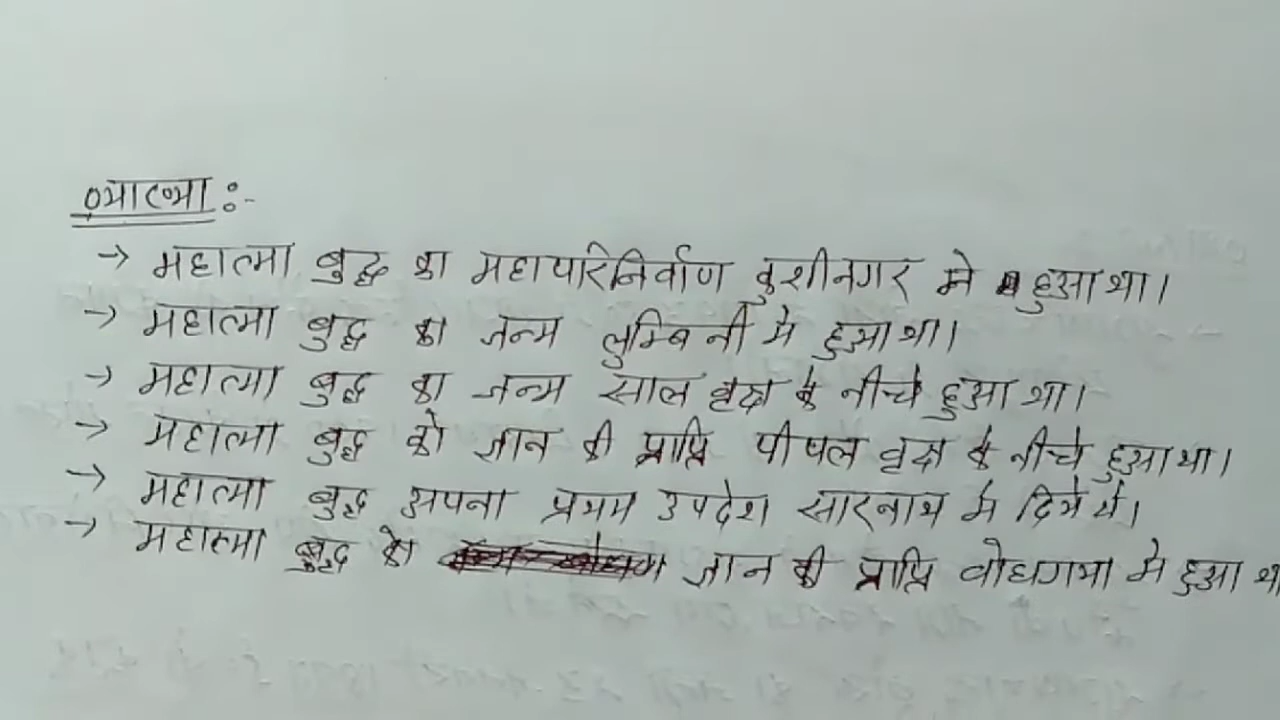 व्याख्या :-
→ महात्मा बुद्ध का महापरिनिर्वाण कुशीनगर मे हुआ था।
→ महात्मा बुद्ध का जन्म लुम्बिनी मे हुआ था।
→ महात्मा बुद्ध का जन्म साल वृक्ष के नीचे हुआ था।
→ महात्मा बुद्ध को ज्ञान की प्राप्ति पीपल वृक्ष के नीचे हुआ था।
→ महात्मा बुद्ध अपना प्रथम उपदेश सारनाथ मे दिये थे।
→ महात्मा बुद्ध को ज्ञान की प्राप्ति बोधगया मे हुआ था